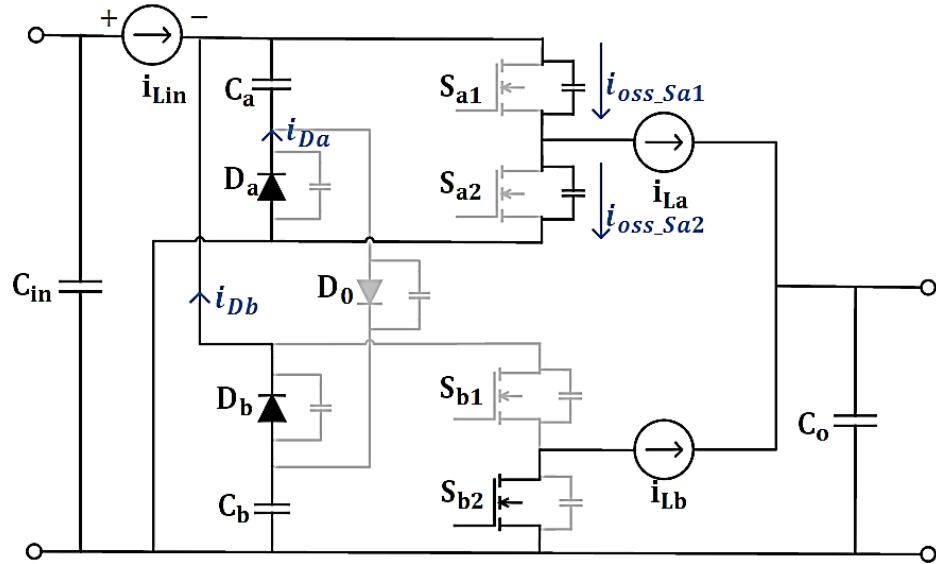 + −
i_Lin
C_a
S_a1
i_oss_Sa1
i_Da
D_a
S_a2
i_La
i_oss_Sa2
C_in
D_0
i_Db
D_b
S_b1
C_o
S_b2
i_Lb
C_b